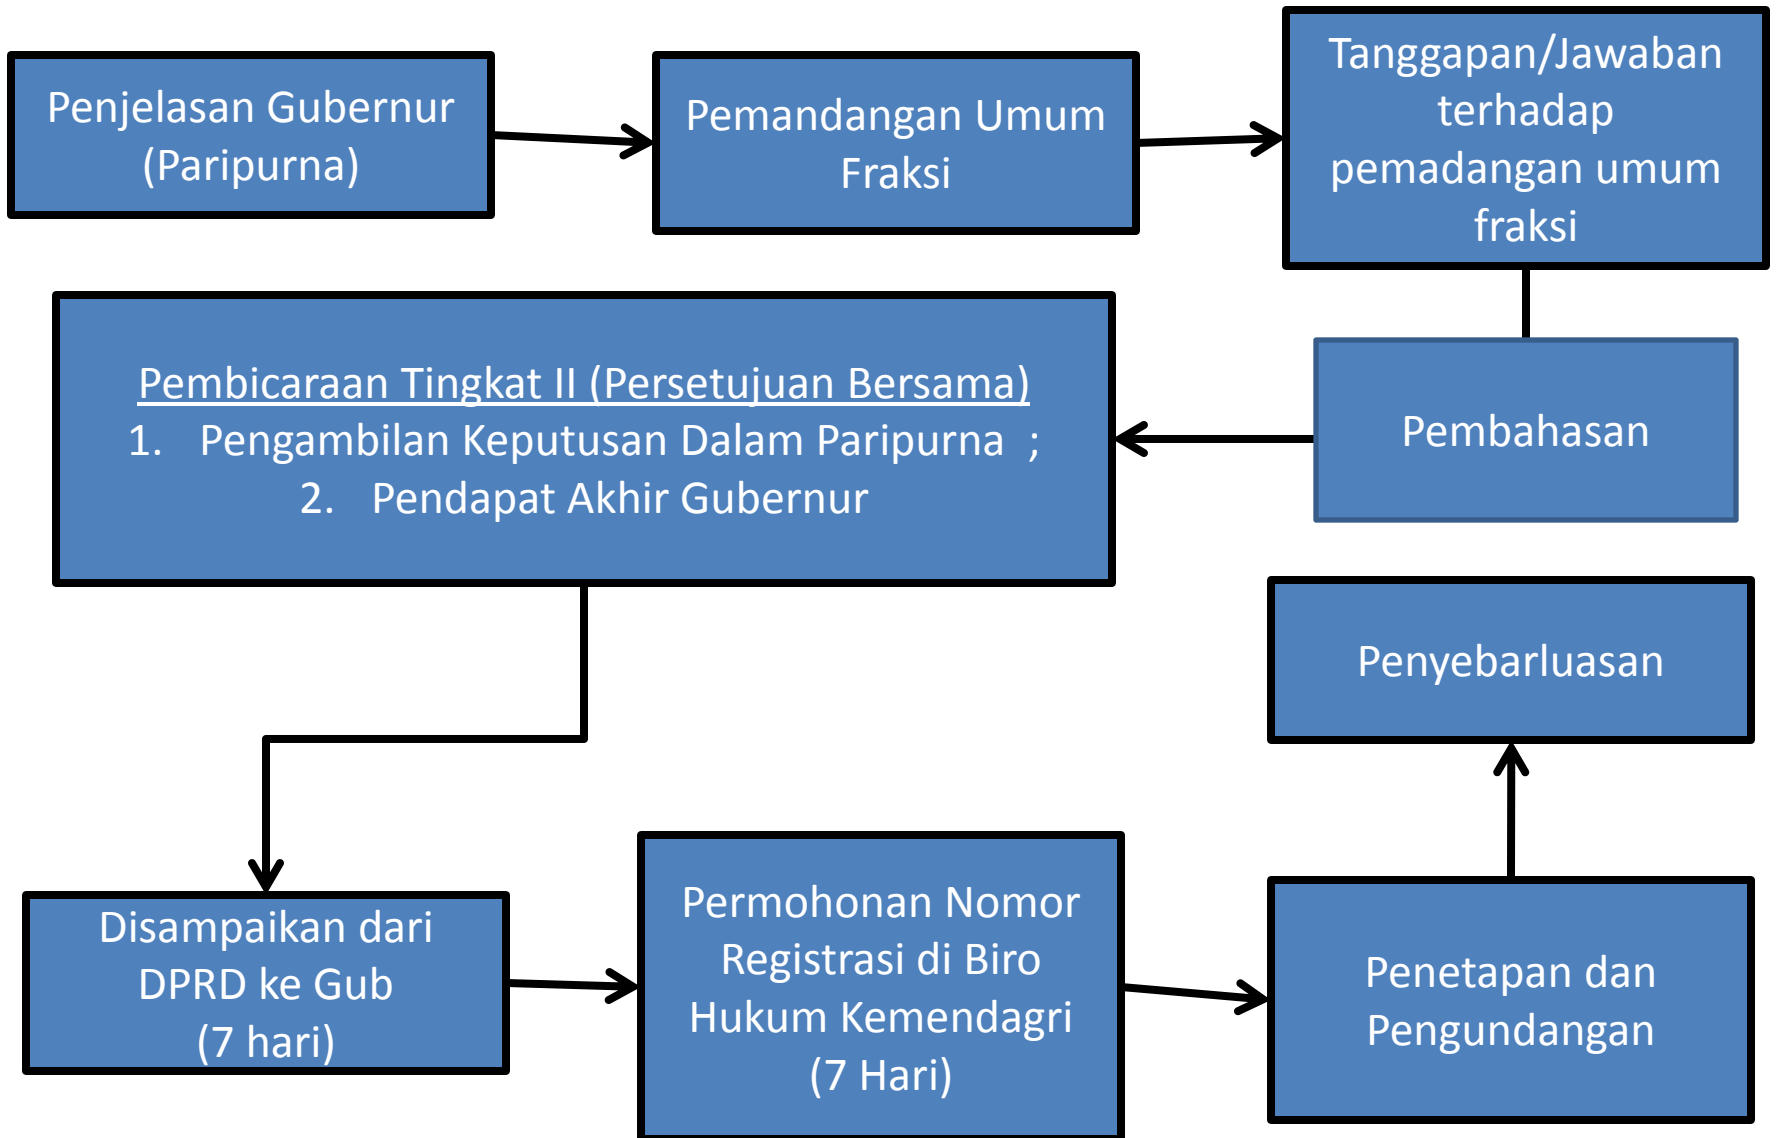 Penjelasan Gubernur
(Paripurna)
Pemandangan Umum
Fraksi
Tanggapan/Jawaban
terhadap
pemadangan umum
fraksi
Pembahasan
Pembicaraan Tingkat II (Persetujuan Bersama)
1. Pengambilan Keputusan Dalam Paripurna ;
2. Pendapat Akhir Gubernur
Disampaikan dari
DPRD ke Gub
(7 hari)
Permohonan Nomor
Registrasi di Biro
Hukum Kemendagri
(7 Hari)
Penetapan dan
Pengundangan
Penyebarluasan